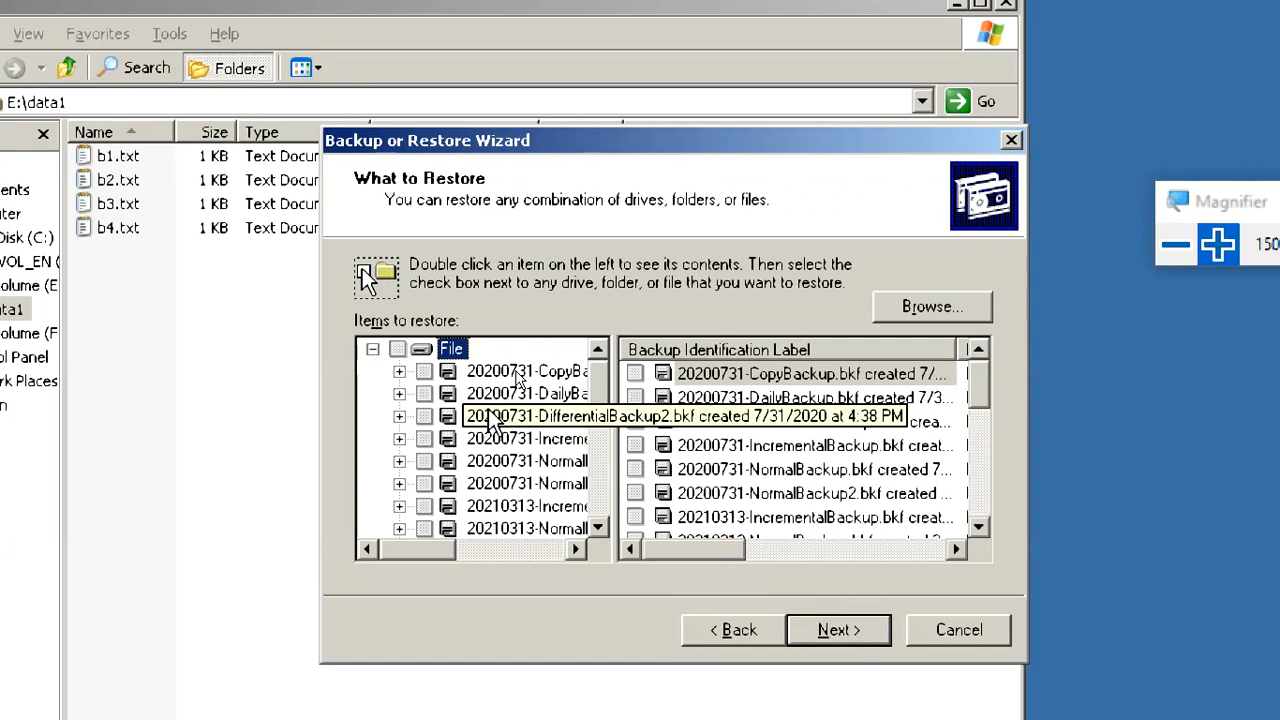 View Favorites Tools Help
Search Folders
E:\data1 Go
Name Size Type
b1.txt 1 KB Text Docum
b2.txt 1 KB Text Docum
b3.txt 1 KB Text Docum
b4.txt 1 KB Text Docum
ents
uter
Disk (C:)
VOL_EN (
ata1
olume (F
ol Panel
rk Places
n
Backup or Restore Wizard
What to Restore
You can restore any combination of drives, folders, or files.
Double click an item on the left to see its contents. Then select the
check box next to any drive, folder, or file that you want to restore.
Browse...
Items to restore:
File
20200731-CopyBa
20200731-DailyBa
20200731-DifferentialBackup2.bkf created 7/31/2020 at 4:38 PM
20200731-Increme
20200731-Normall
20200731-Normall
20210313-Increme
20210313-Normall
Backup Identification Label
20200731-CopyBackup.bkf created 7/...
20200731-DailyBackup.bkf created 7/3...
crea...
20200731-IncrementalBackup.bkf creat...
20200731-NormalBackup.bkf created 7...
20200731-NormalBackup2.bkf created ...
20210313-IncrementalBackup.bkf creat...
< Back Next > Cancel
Magnifier
150